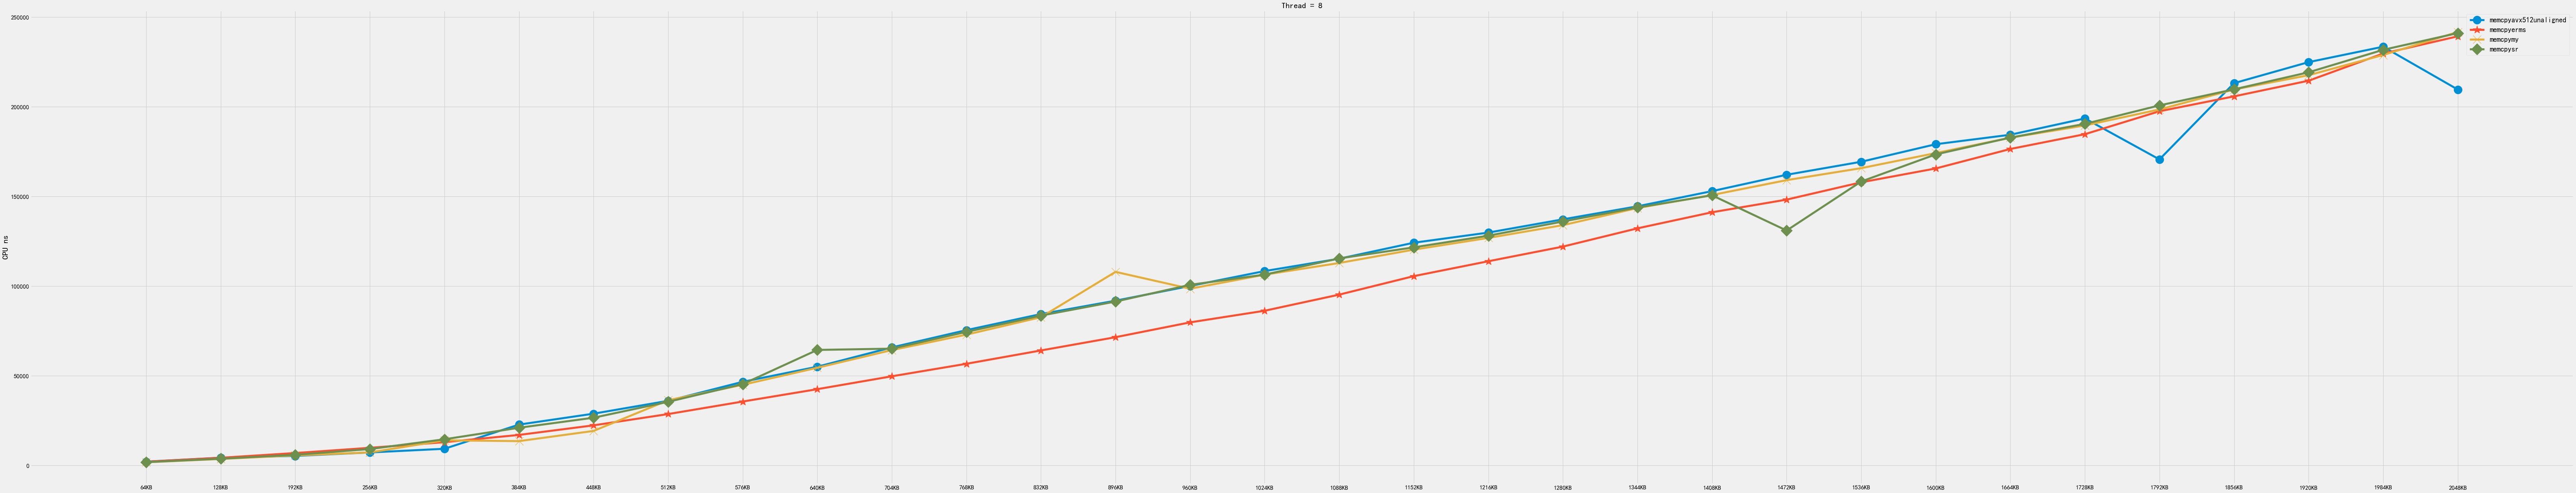 Thread = 8
250000
200000
150000
100000
50000
0
CPU ns
memcpyavx512unaligned
memcpyerms
memcpymy
memcpysr
64KB 128KB 192KB 256KB 320KB 384KB 448KB 512KB 576KB 640KB 704KB 768KB 832KB 896KB 960KB 1024KB 1088KB 1152KB 1216KB 1280KB 1344KB 1408KB 1472KB 1536KB 1600KB 1664KB 1728KB 1792KB 1856KB 1920KB 1984KB 2048KB